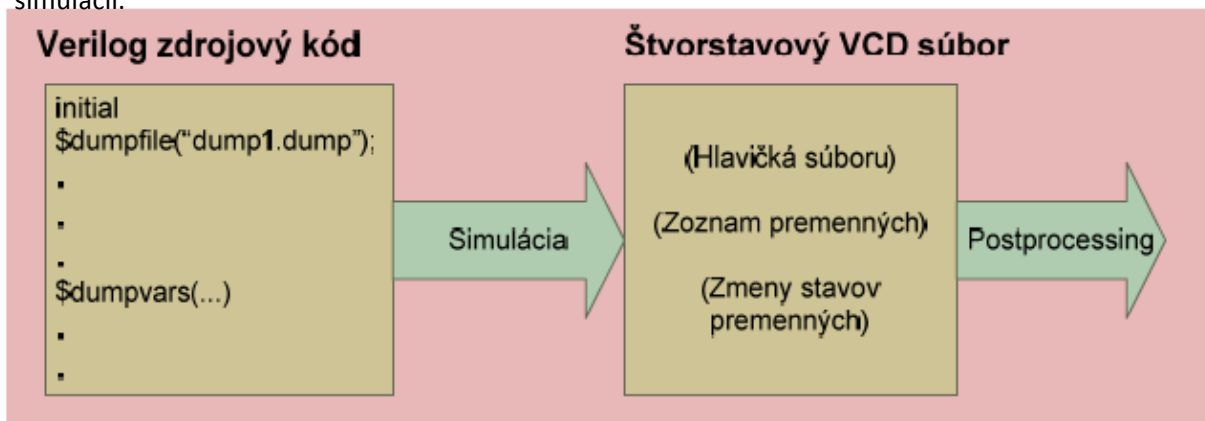 simulácií.
Verilog zdrojový kód
Štvorstavový VCD súbor
initial
$dumpfile("dump1.dump");
.
.
.
$dumpvars(...)
.
.
Simulácia
(Hlavičká súboru)
(Zoznam premenných)
(Zmeny stavov
premenných)
Postprocessing